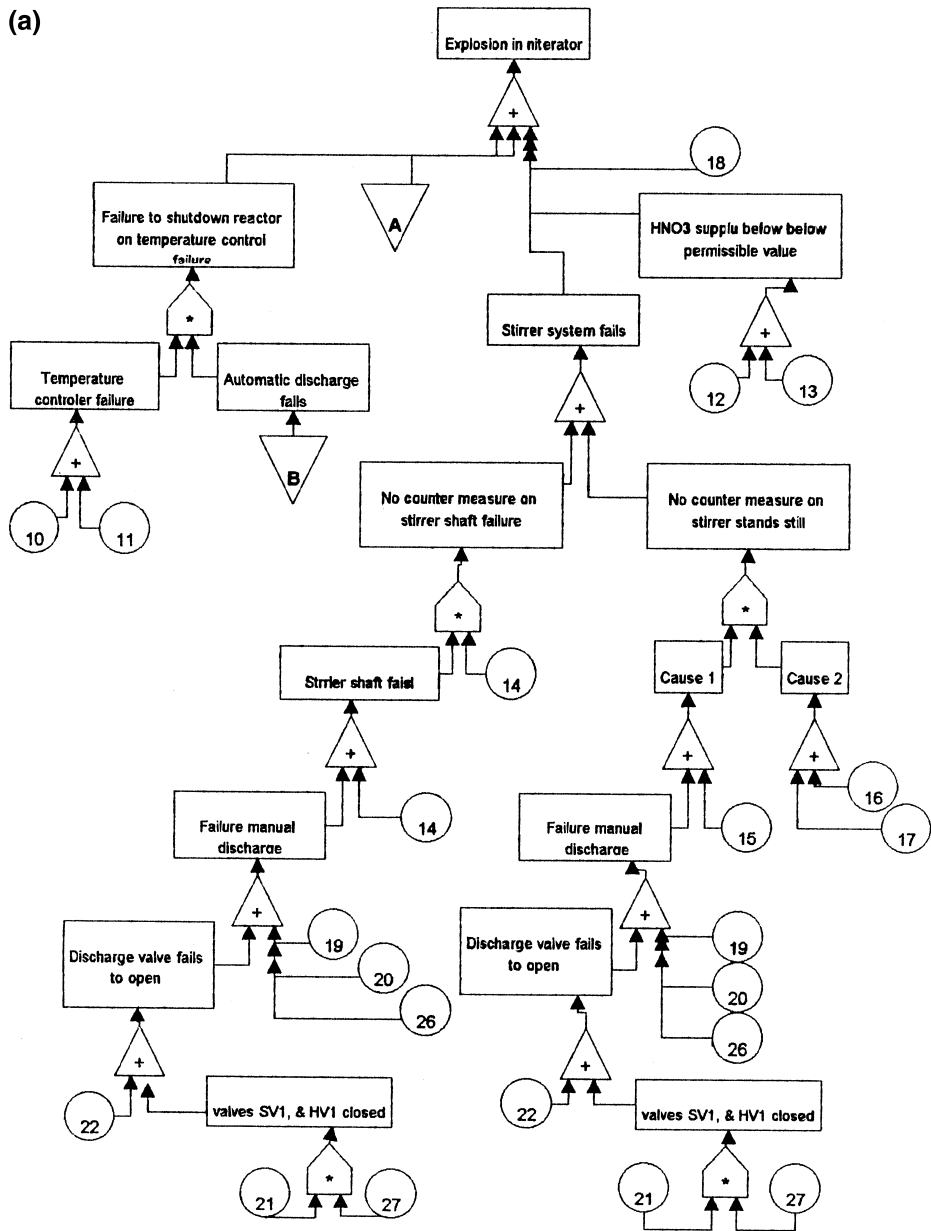 (a)
Explosion in niterator
+
18
A
Failure to shutdown reactor
on temperature control
failure
HNO3 supplu below below
permissible value
*
Stirrer system fails
+
Temperature
controler failure
Automatic discharge
fails
12
13
+
+
B
No counter measure on
stirrer shaft failure
No counter measure on
stirrer stands still
10
11
*
*
Strrier shaft faisl
14
Cause 1
Cause 2
+
+
+
16
Failure manual
discharge
14
Failure manual
discharge
15
17
+
+
19
19
Discharge valve fails
to open
20
Discharge valve fails
to open
20
26
26
+
+
22
valves SV1, & HV1 closed
22
valves SV1, & HV1 closed
*
*
21
27
21
27